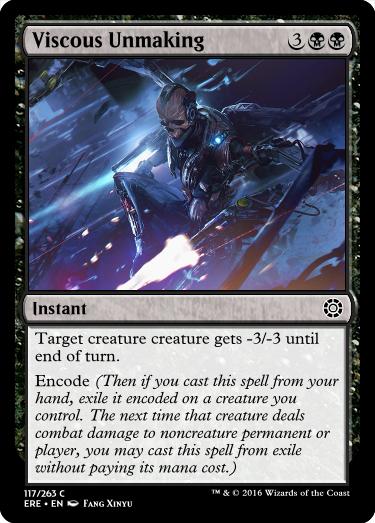 Viscous Unmaking 3
Instant
Target creature creature gets -3/-3 until
end of turn.
Encode (Then if you cast this spell from your
hand, exile it encoded on a creature you
control. The next time that creature deals
combat damage to noncreature permanent or
player, you may cast this spell from exile
without paying its mana cost.)
117/263 C
ERE • EN Fang Xinyu
™ & © 2016 Wizards of the Coast